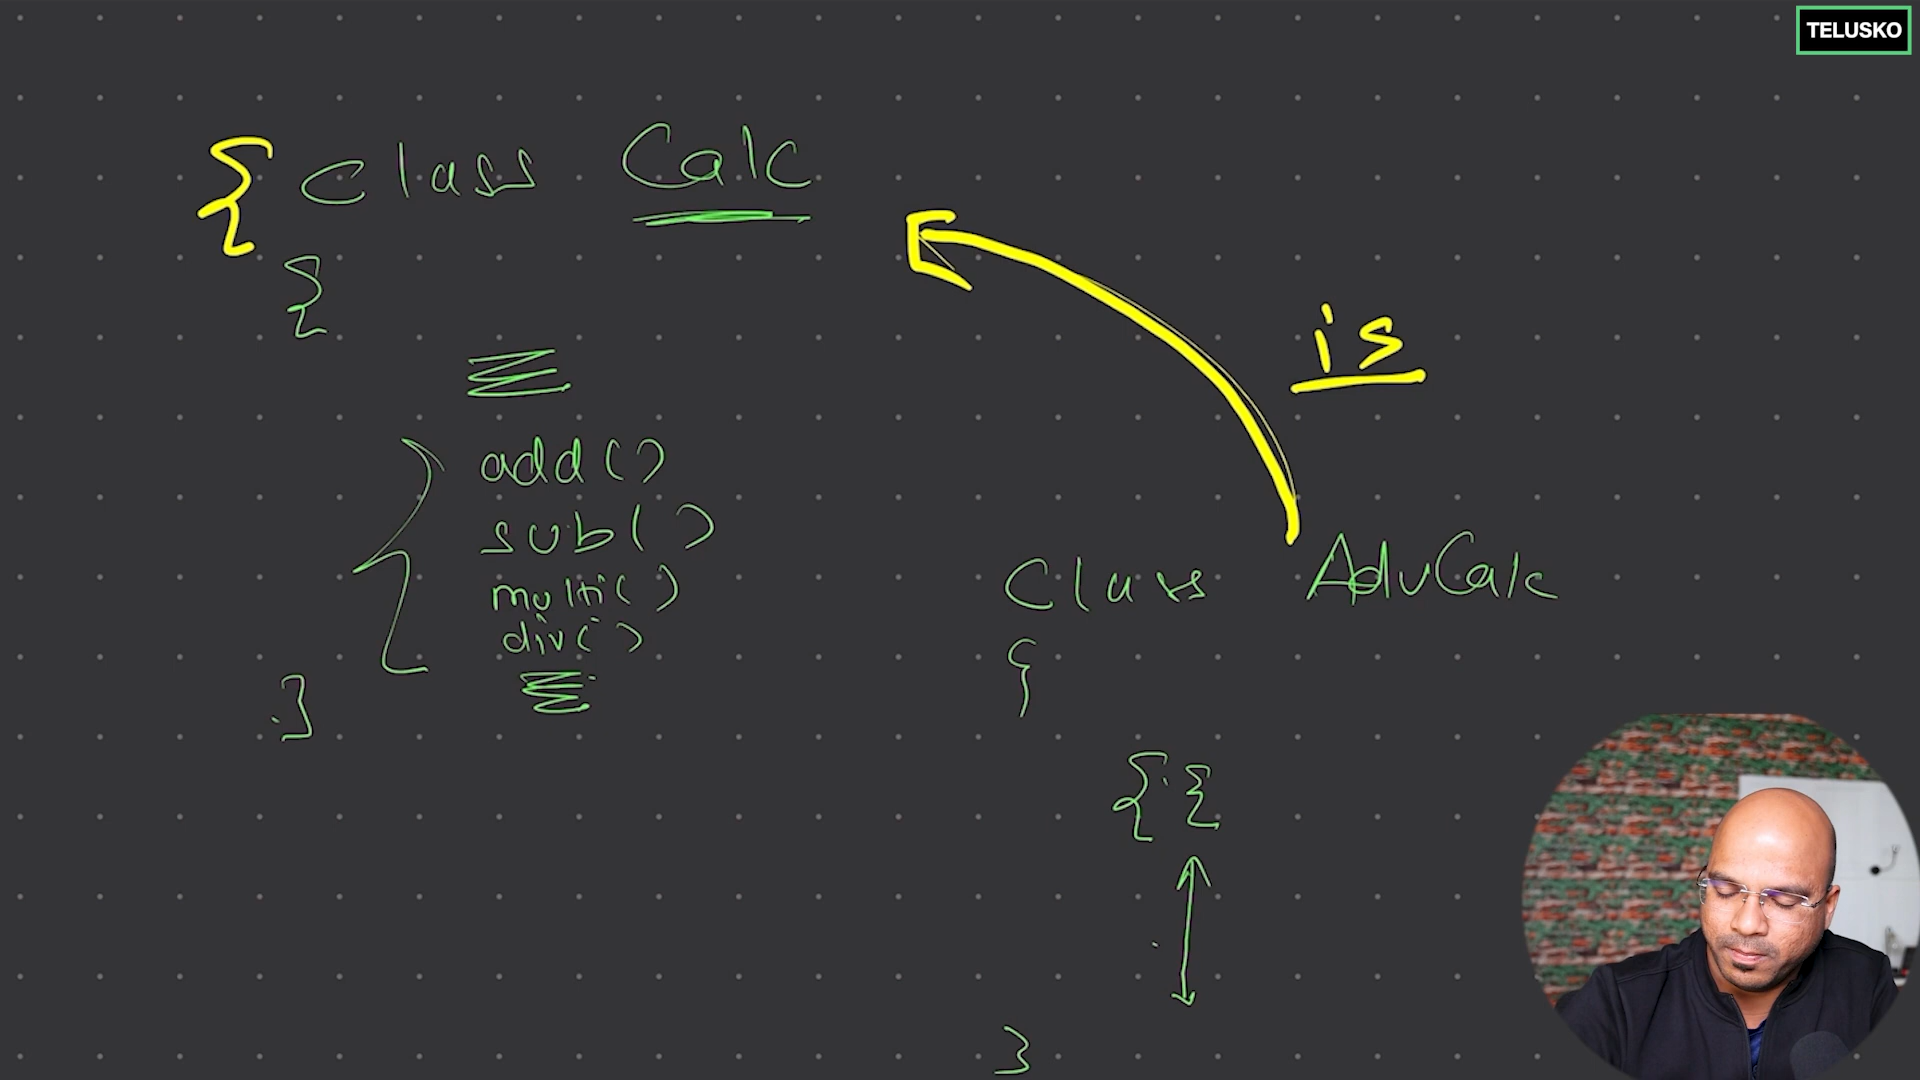 TELUSKO
{ Class Calc
{
is
add()
sub()
multi()
div()
}
Class AdvCalc
{
{ {
}